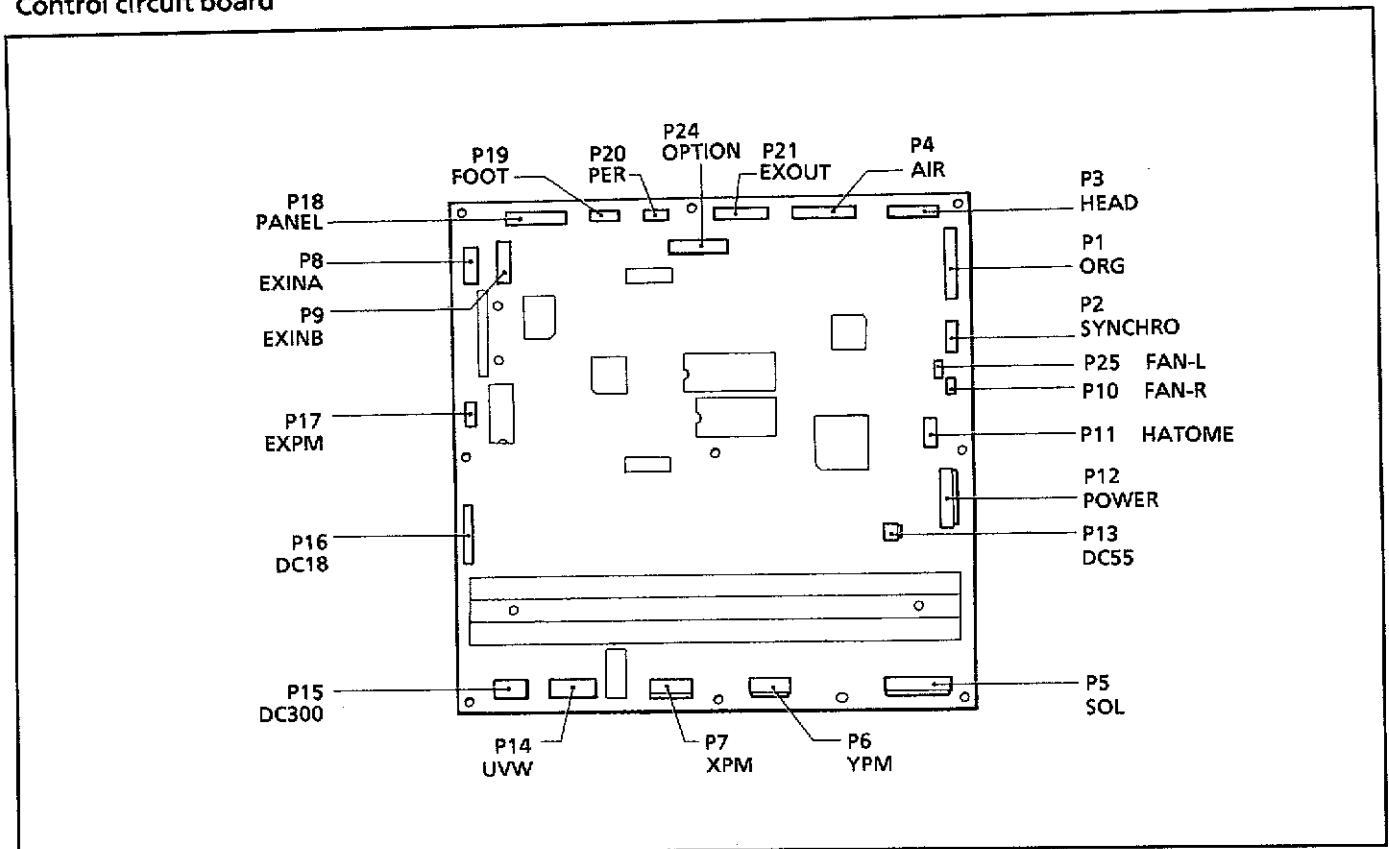 Control circuit board
P24
OPTION
P19
FOOT
P20
PER
P21
EXOUT
P4
AIR
P3
HEAD
P18
PANEL
P1
ORG
P8
EXINA
P2
SYNCHRO
P9
EXINB
P25 FAN-L
P10 FAN-R
P17
EXPM
P11 HATOME
P12
POWER
P16
DC18
P13
DC55
P15
DC300
P5
SOL
P14
UVW
P7
XPM
P6
YPM